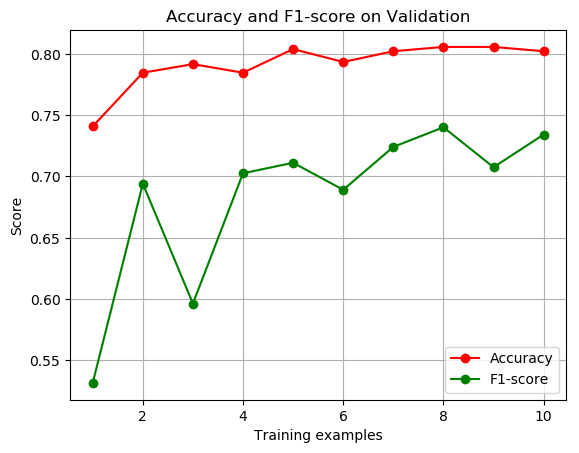 Accuracy and F1-score on Validation
0.80
0.75
0.70
0.65
0.60
0.55
Score
2 4 6 8 10
Training examples
Accuracy
F1-score